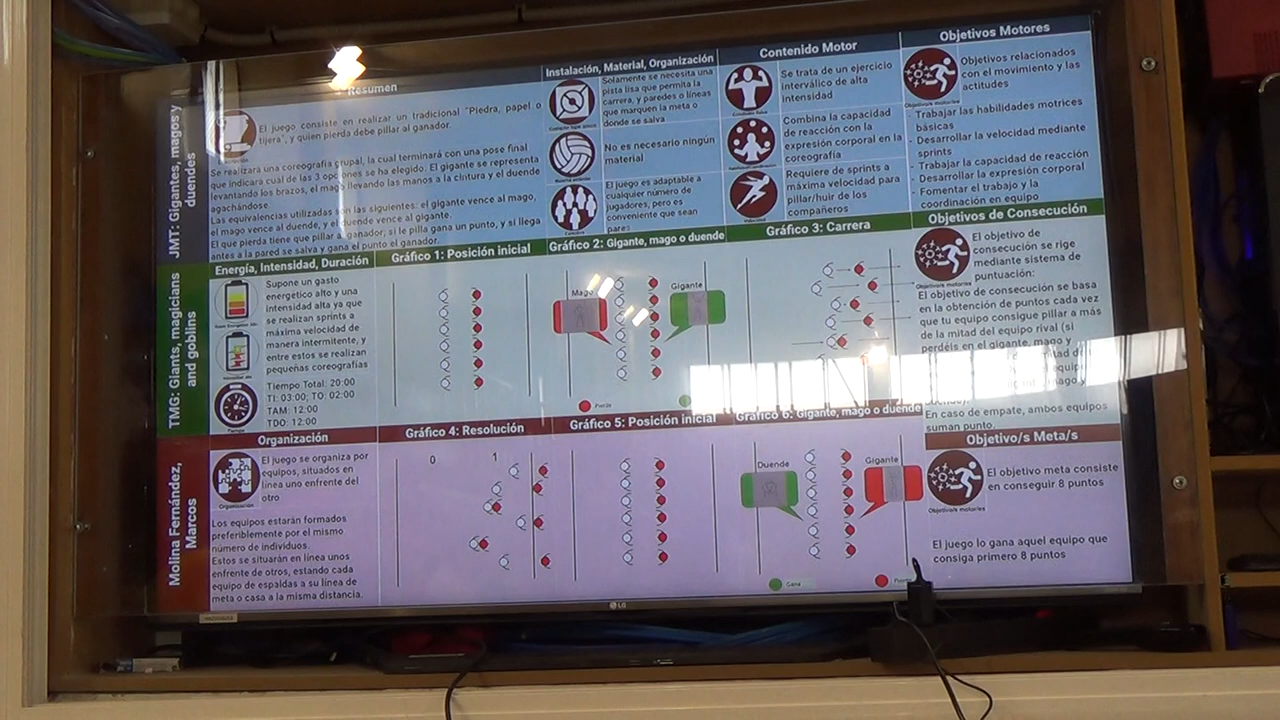 JMT: Gigantes, magos y
duendes
TMG: Giants, magicians
and goblins
Molina Fernández,
Marcos
Resumen
El juego consiste en realizar un tradicional "Piedra, papel o
tijera", y quien pierda debe pillar al ganador.
Se realizará una coreografía grupal, la cual terminará con una pose final
que indicará cual de las 3 opciones se ha elegido. El gigante se representa
levantando los brazos, el mago llevando las manos a la cintura y el duende
agachándose.
Las equivalencias utilizadas son las siguientes: el gigante vence al mago,
el mago vence al duende, y el duende vence al gigante.
El que pierda tiene que pillar al ganador; si le pilla gana un punto, y si llega
antes a la pared se salva y gana el punto el ganador.
Instalación, Material, Organización
Solamente se necesita una
pista lisa que permita la
carrera, y paredes o líneas
que marquen la meta o
donde se salva
No es necesario ningún
material
El juego es adaptable a
cualquier número de
jugadores, pero es
conveniente que sean
pares
Contenido Motor
Se trata de un ejercicio
interválico de alta
intensidad
Combina la capacidad
de reacción con la
expresión corporal en la
coreografía
Requiere de sprints a
máxima velocidad para
pillar/huir de los
compañeros
Velocidad
Objetivos Motores
Objetivos relacionados
con el movimiento y las
actitudes
Objetivos motores
- Trabajar las habilidades motrices
básicas
- Desarrollar la velocidad mediante
sprints
- Trabajar la capacidad de reacción
- Desarrollar la expresión corporal
- Fomentar el trabajo y la
coordinación en equipo
Energía, Intensidad, Duración
Supone un gasto
energetico alto y una
intensidad alta ya que
se realizan sprints a
máxima velocidad de
manera intermitente, y
entre estos se realizan
pequeñas coreografías
Tiempo Total: 20:00
TI: 03:00; TO: 02:00
TAM: 12:00
TDO: 12:00
Tiempo
Gráfico 1: Posición inicial
Gráfico 2: Gigante, mago o duende
Mago
Gigante
Pierde
Gráfico 3: Carrera
Objetivos de Consecución
El objetivo de
consecución se rige
mediante sistema de
puntuación:
Objetivos motores
El objetivo de consecución se basa
en la obtención de puntos cada vez
que tu equipo consigue pillar a más
de la mitad del equipo rival (si
perdéis en el gigante, mago y
En caso de empate, ambos equipos
suman punto.
Organización
El juego se organiza por
equipos, situados en
línea uno enfrente del
otro
Organización
Los equipos estarán formados
preferiblemente por el mismo
número de individuos.
Estos se situarán en línea unos
enfrente de otros, estando cada
equipo de espaldas a su línea de
meta o casa a la misma distancia.
Gráfico 4: Resolución
0 1
Gráfico 5: Posición inicial
Gráfico 6: Gigante, mago o duende
Duende
Gigante
Gana
Objetivo/s Meta/s
El objetivo meta consiste
en conseguir 8 puntos
Objetivos motores
El juego lo gana aquel equipo que
consiga primero 8 puntos
LG